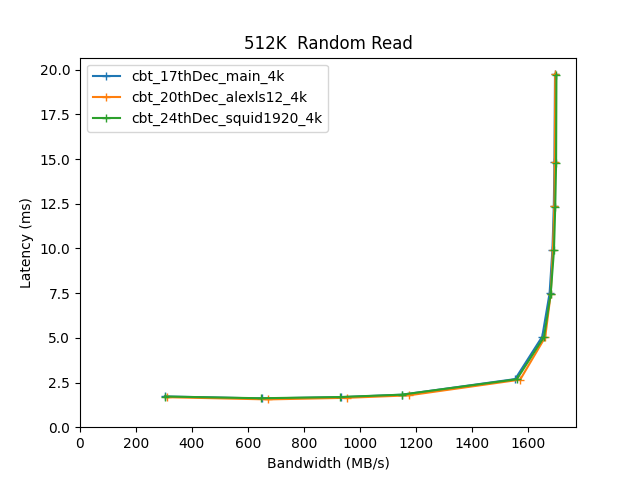 512K  Random Read
cbt_17thDec_main_4k
cbt_20thDec_alexls12_4k
cbt_24thDec_squid1920_4k
Latency (ms)
20.0
17.5
15.0
12.5
10.0
7.5
5.0
2.5
0.0
0 200 400 600 800 1000 1200 1400 1600
Bandwidth (MB/s)